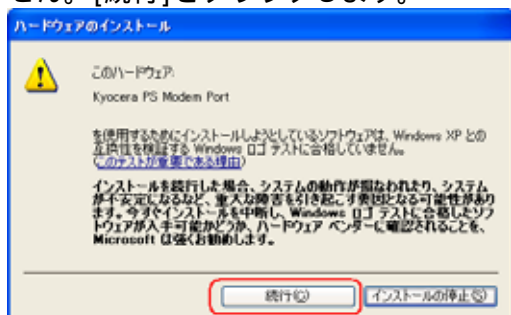 ハードウェアのインストール
このハードウェア:
Kyocera PS Modem Port
を使用するためにインストールしようとしているソフトウェアは、Windows XP との
互換性を検証する Windows ロゴ テストに合格していません。
(このテストが重要である理由)
インストールを続行した場合、システムの動作が損なわれたり、システム
が不安定になるなど、重大な障害を引き起こす要因となる可能性があり
ます。今すぐインストールを中断し、Windows ロゴ テストに合格したソフ
トウェアが入手可能かどうか、ハードウェア ベンダーに確認されることを、
Microsoft は強くお勧めします。
続行(C)
インストールの停止(S)